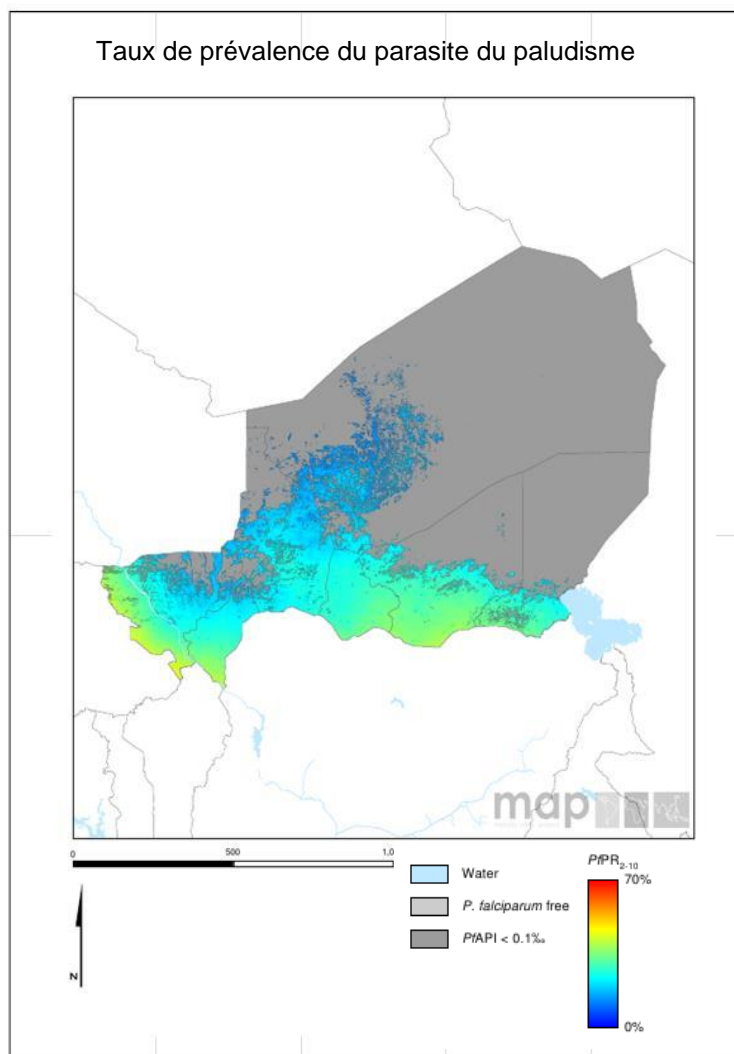 Taux de prévalence du parasite du paludisme
map
0
500
1,0
N
Water
P. falciparum free
PfAPI < 0.1‰
PfPR2-10
70%
0%